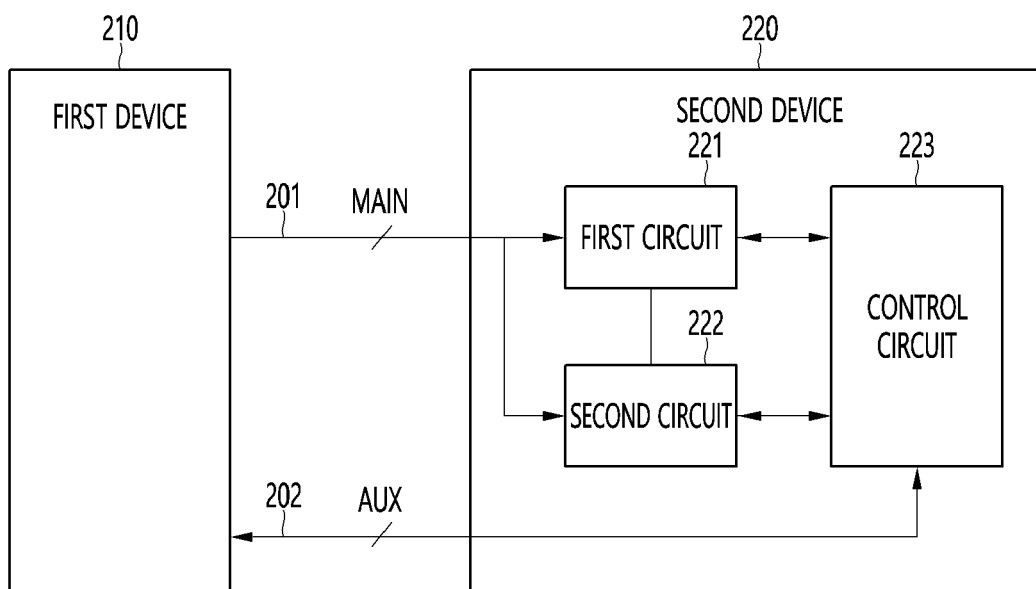 210
220
FIRST DEVICE
SECOND DEVICE
221
223
201
MAIN
FIRST CIRCUIT
CONTROL
CIRCUIT
222
SECOND CIRCUIT
202
AUX